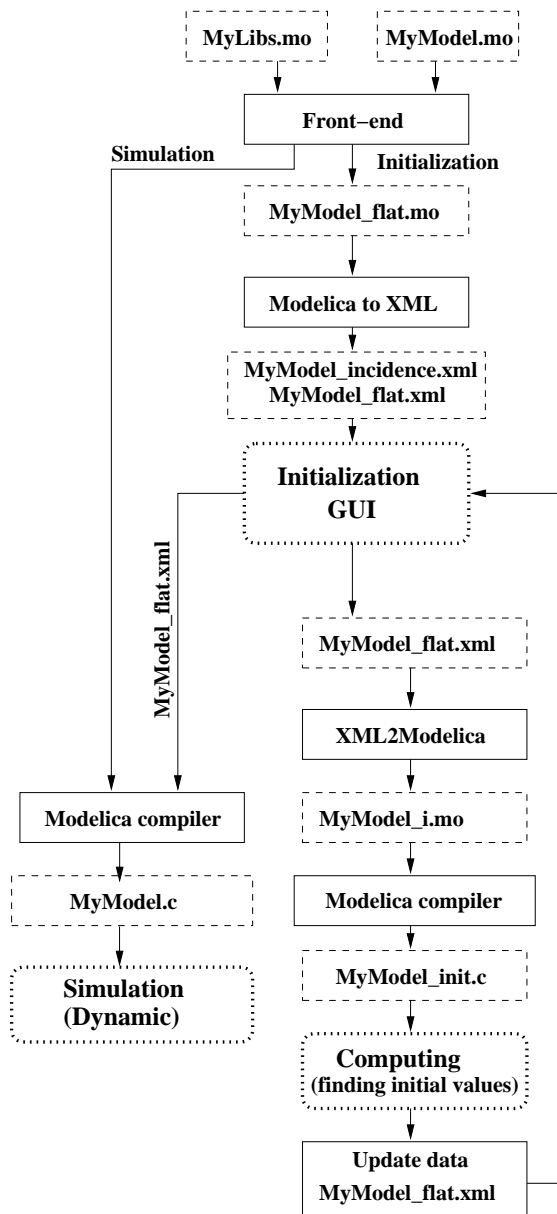 MyLibs.mo
MyModel.mo
Front−end
Simulation
Initialization
MyModel_flat.mo
Modelica to XML
MyModel_incidence.xml
MyModel_flat.xml
Initialization
GUI
MyModel_flat.xml
MyModel_flat.xml
XML2Modelica
Modelica compiler
MyModel_i.mo
MyModel.c
Modelica compiler
Simulation
(Dynamic)
MyModel_init.c
Computing
(finding initial values)
Update data
MyModel_flat.xml